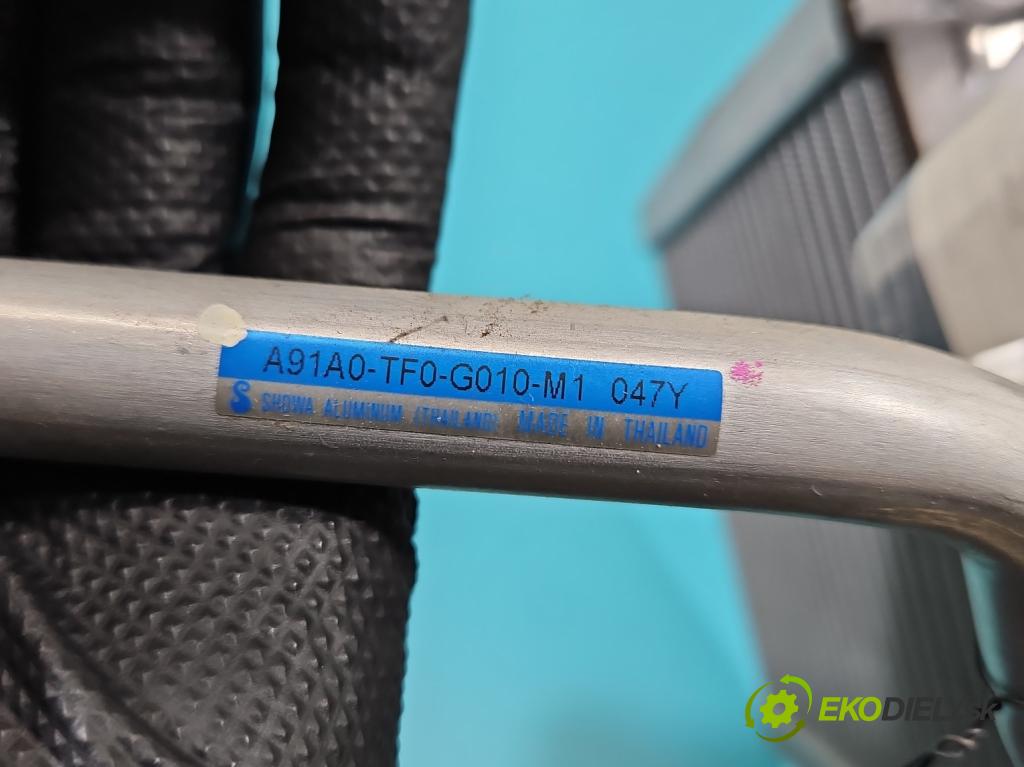 A91A0-TF0-G010-M1 047Y
S SHOWA ALUMINUM (THAILAND) MADE IN THAILAND
EKODIELY.SK